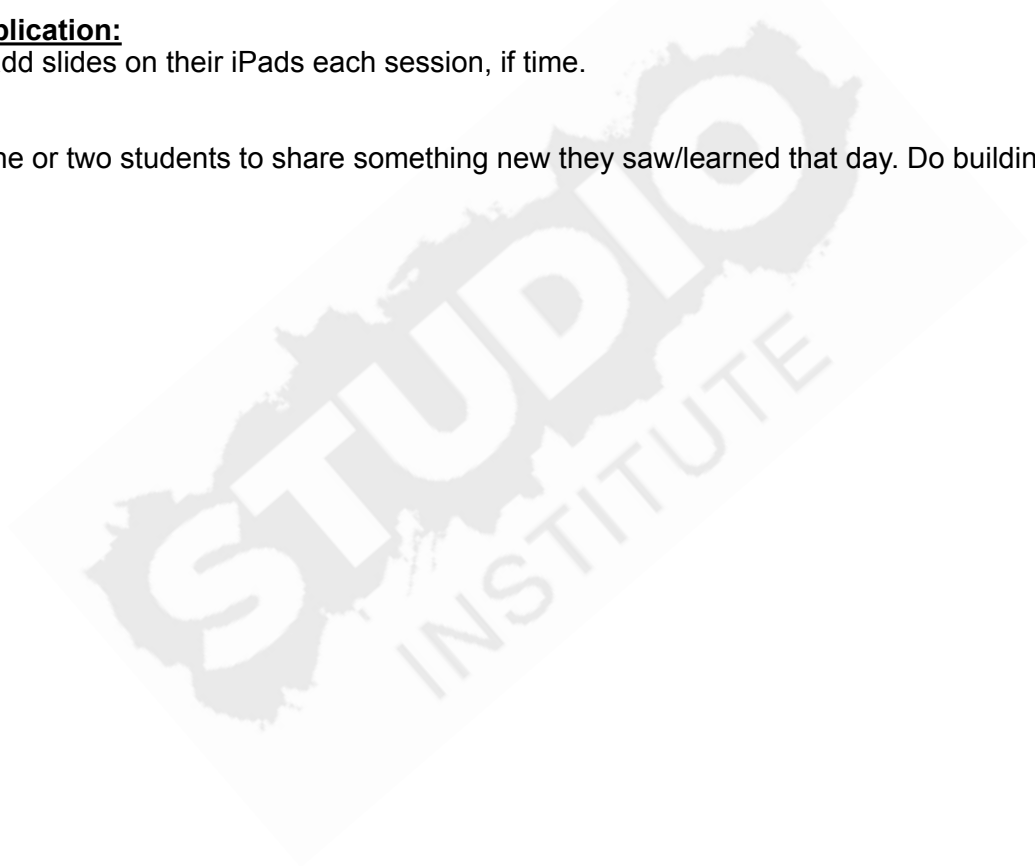 plication:
dd slides on their iPads each session, if time.
ne or two students to share something new they saw/learned that day. Do buildin
STUDIO
INSTITUTE